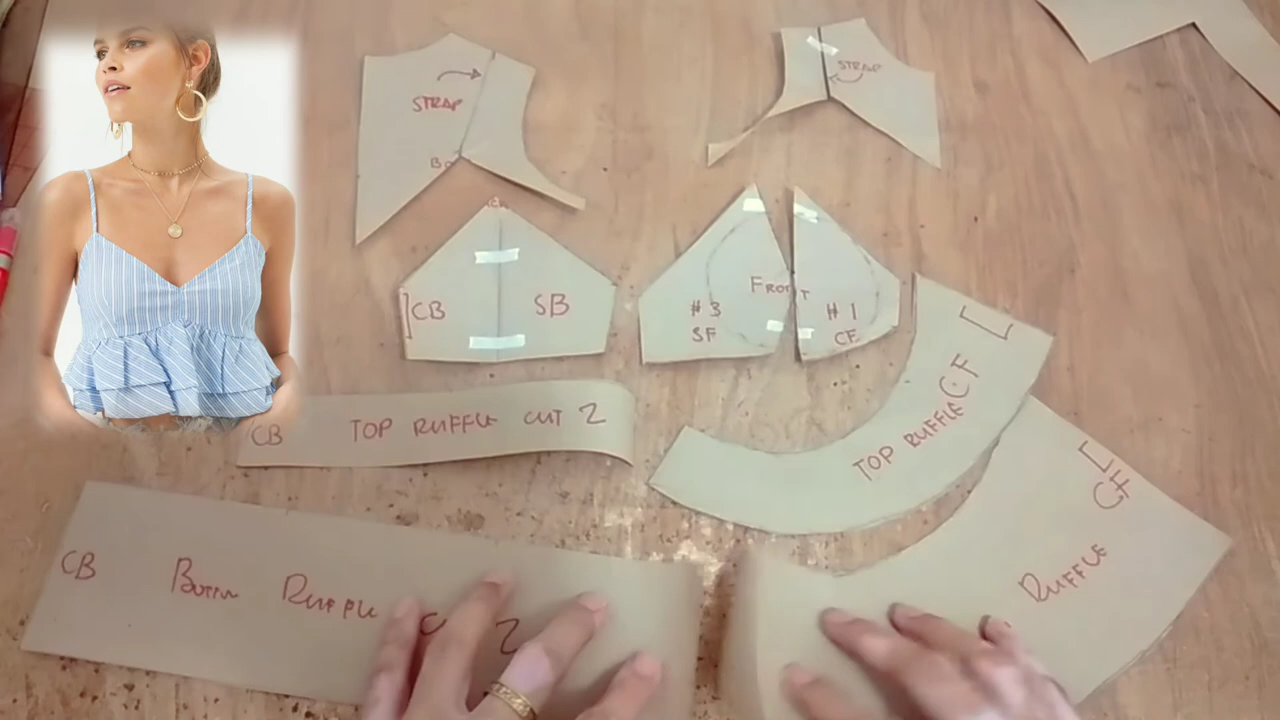 STRAP
STRAP
CB
SB
FRONT
#3
SF
#1
CF
CB
TOP RUFFLE CUT 2
TOP RUFFLE CF
CB
RUFFLE
2
CF
RUFFLE